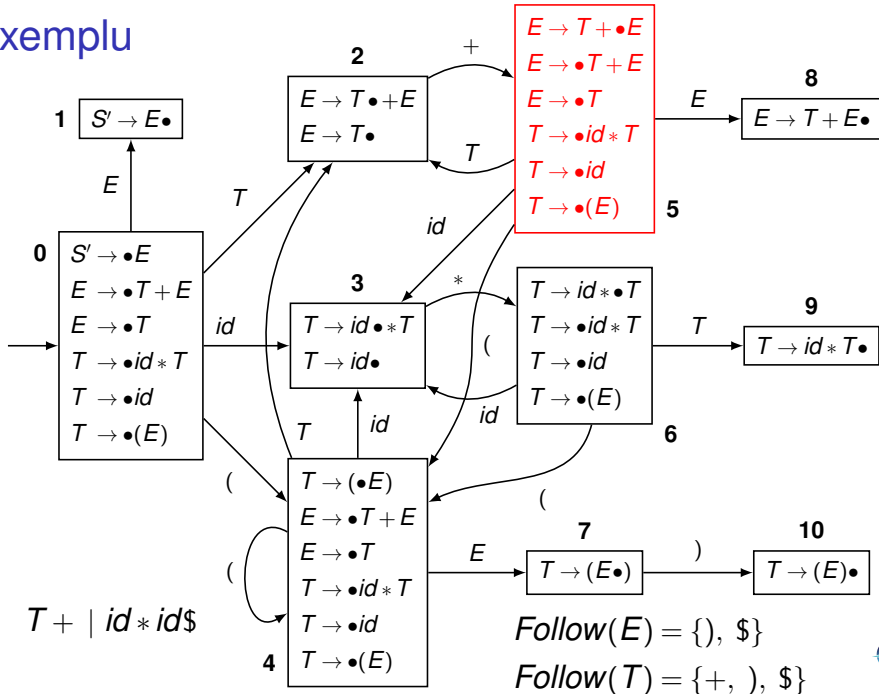 xemplu
1
S′ → E•
E
0
S′ → •E
E → •T + E
E → •T
T → •id * T
T → •id
T → •(E)
T
id
(
2
E → T• + E
E → T•
+
T
5
E → T + •E
E → •T + E
E → •T
T → •id * T
T → •id
T → •(E)
E
8
E → T + E•
id
(
3
T → id• * T
T → id•
*
id
6
T → id * •T
T → •id * T
T → •id
T → •(E)
T
9
T → id * T•
(
T
id
(
4
T → (•E)
E → •T + E
E → •T
T → •id * T
T → •id
T → •(E)
E
7
T → (E•)
)
10
T → (E)•
T + | id * id$
Follow(E) = {), $}
Follow(T) = {+, ), $}